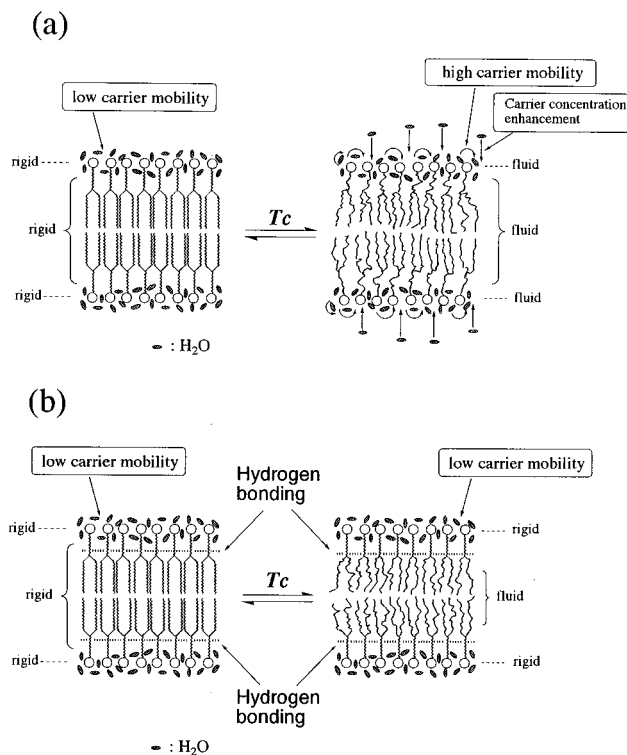 (a)
high carrier mobility
low carrier mobility
Carrier concentration
enhancement
rigid
fluid
rigid
Tc
fluid
rigid
fluid
: H₂O
(b)
low carrier mobility
Hydrogen
bonding
low carrier mobility
rigid
rigid
rigid
Tc
fluid
rigid
rigid
Hydrogen
bonding
: H₂O